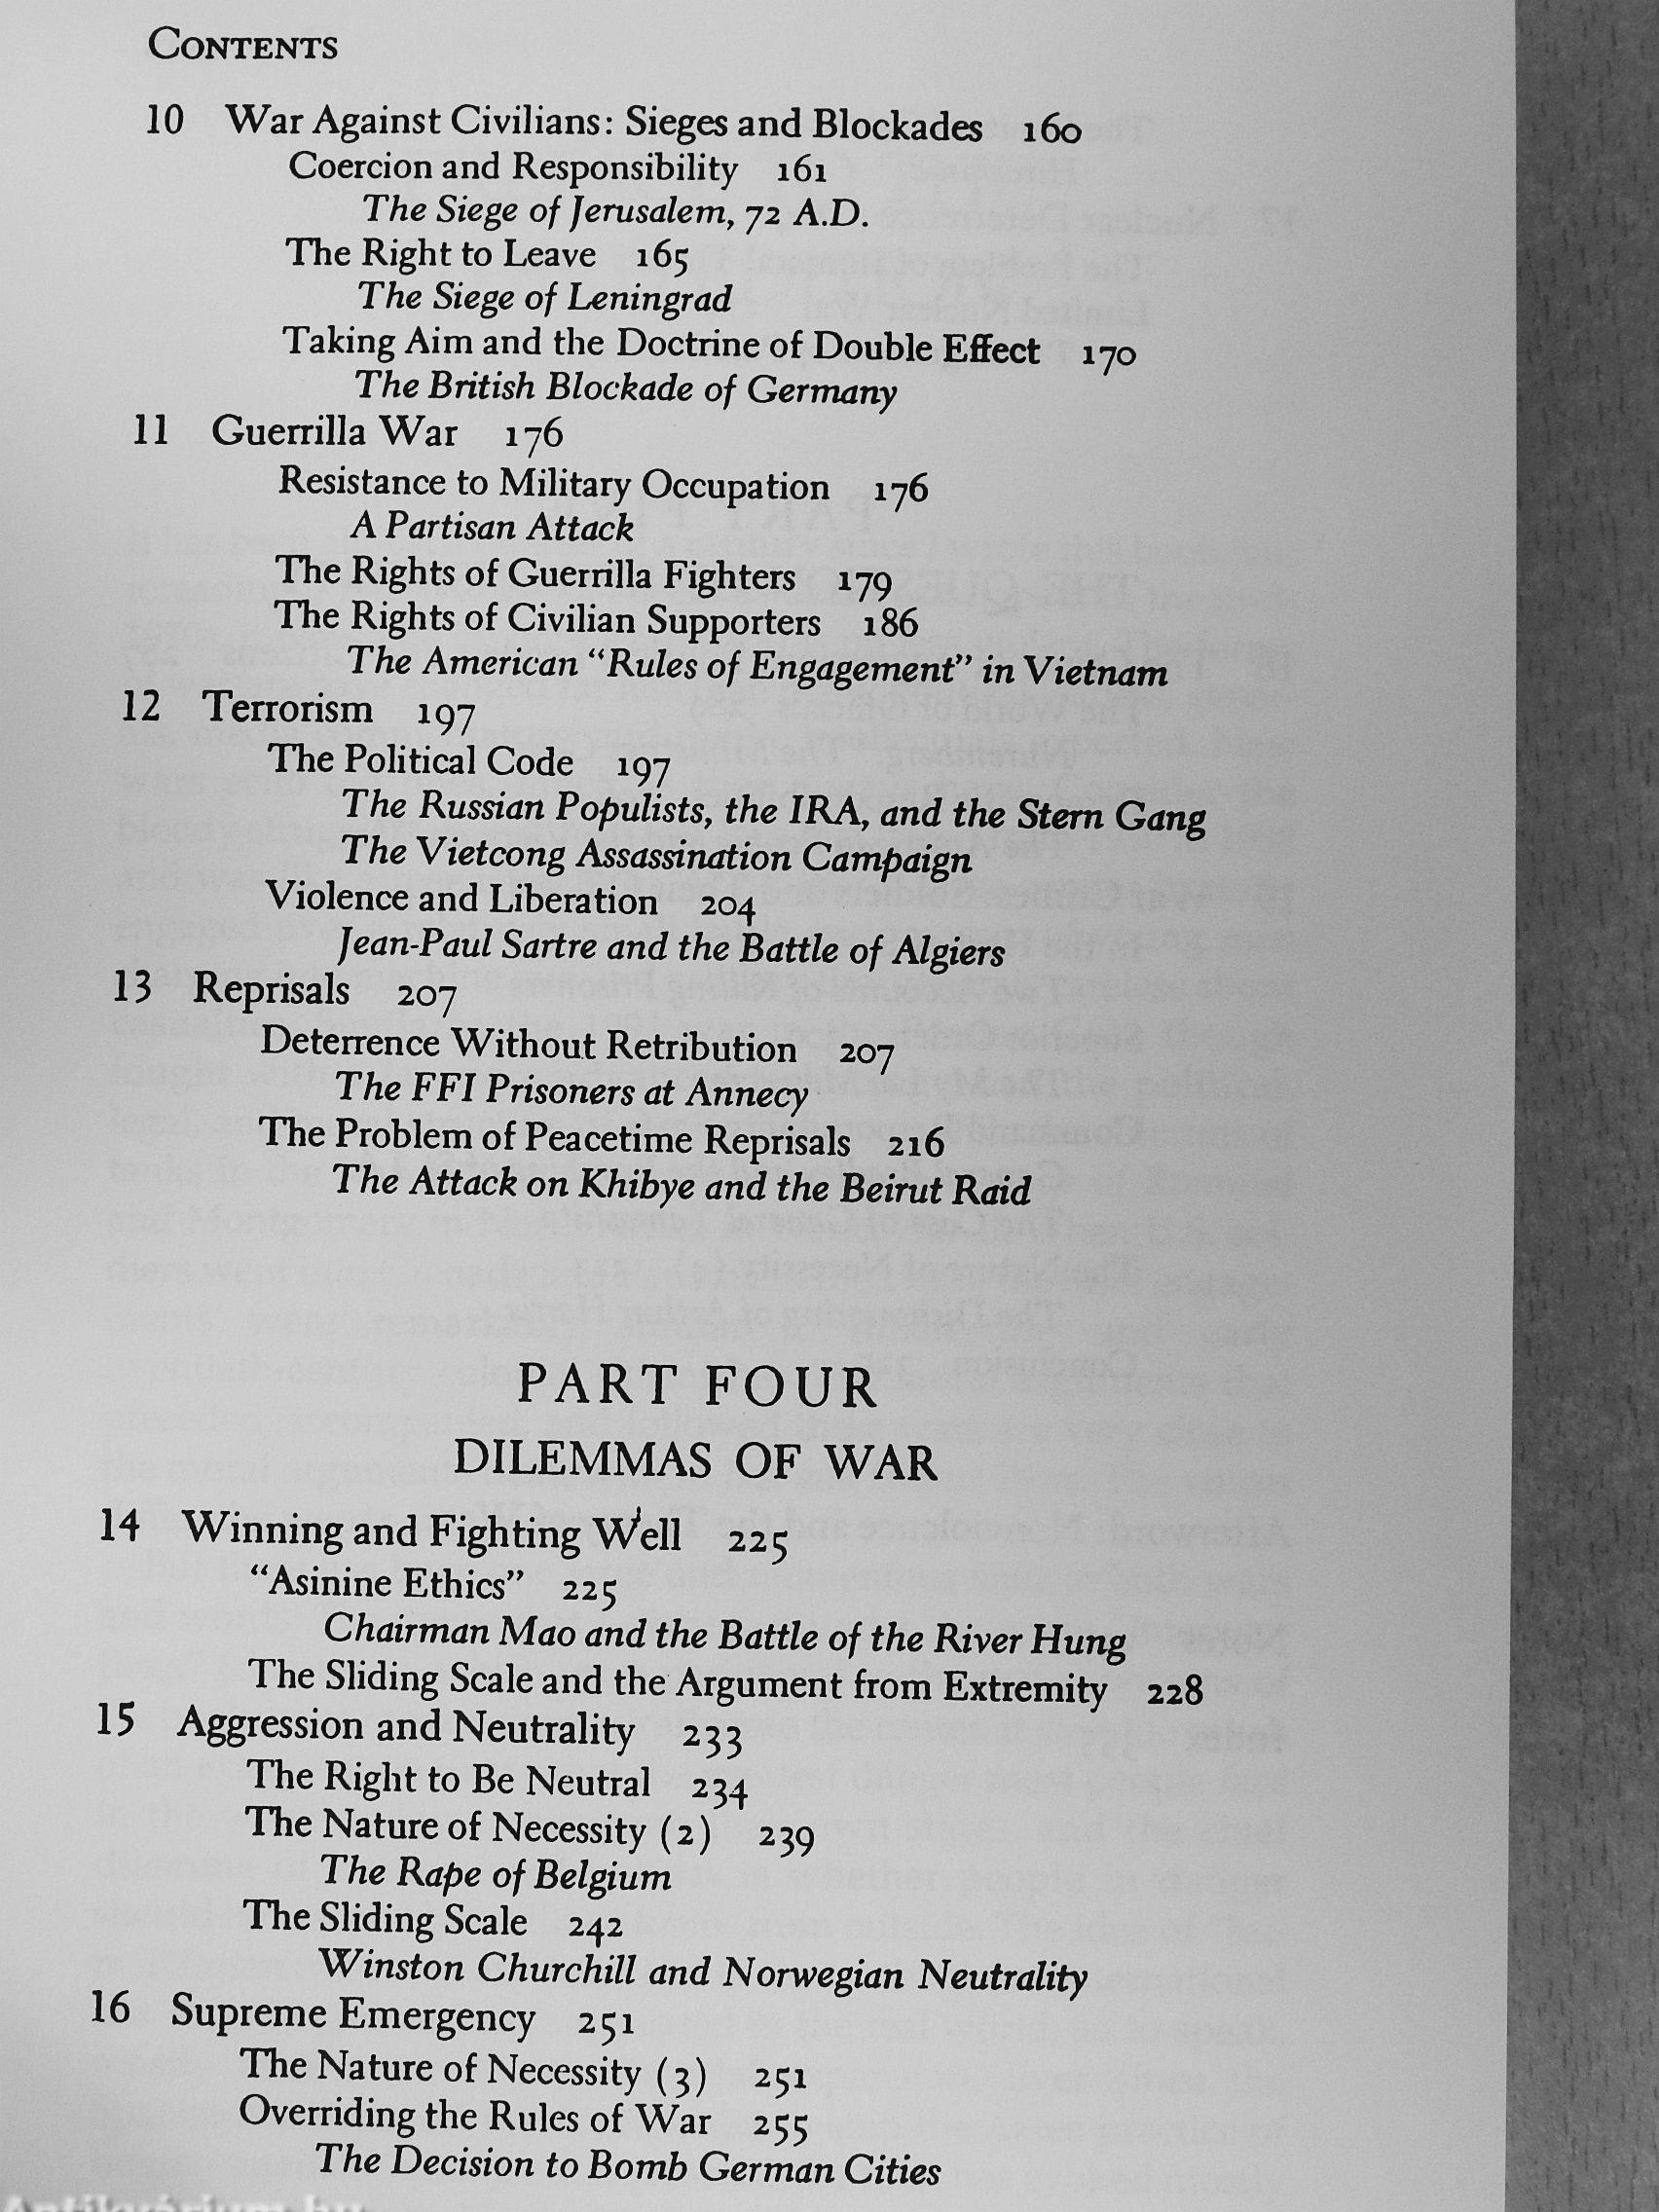 CONTENTS
10 War Against Civilians: Sieges and Blockades 160
Coercion and Responsibility 161
The Siege of Jerusalem, 72 A.D.
The Right to Leave 165
The Siege of Leningrad
Taking Aim and the Doctrine of Double Effect 170
The British Blockade of Germany
11 Guerrilla War 176
Resistance to Military Occupation 176
A Partisan Attack
The Rights of Guerrilla Fighters 179
The Rights of Civilian Supporters 186
The American “Rules of Engagement” in Vietnam
12 Terrorism 197
The Political Code 197
The Russian Populists, the IRA, and the Stern Gang
The Vietcong Assassination Campaign
Violence and Liberation 204
Jean-Paul Sartre and the Battle of Algiers
13 Reprisals 207
Deterrence Without Retribution 207
The FFI Prisoners at Annecy
The Problem of Peacetime Reprisals 216
The Attack on Khibye and the Beirut Raid
PART FOUR
DILEMMAS OF WAR
14 Winning and Fighting Well 225
“Asinine Ethics” 225
Chairman Mao and the Battle of the River Hung
The Sliding Scale and the Argument from Extremity 228
15 Aggression and Neutrality 233
The Right to Be Neutral 234
The Nature of Necessity (2) 239
The Rape of Belgium
The Sliding Scale 242
Winston Churchill and Norwegian Neutrality
16 Supreme Emergency 251
The Nature of Necessity (3) 251
Overriding the Rules of War 255
The Decision to Bomb German Cities